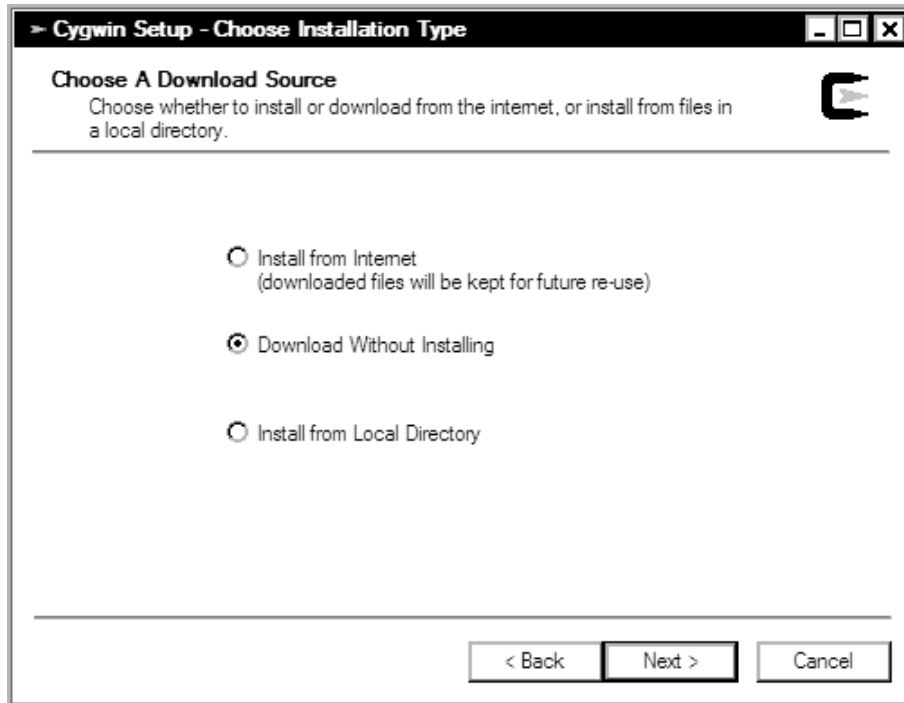 Cygwin Setup - Choose Installation Type
Choose A Download Source
Choose whether to install or download from the internet, or install from files in
a local directory.
Install from Internet
(downloaded files will be kept for future re-use)
Download Without Installing
Install from Local Directory
< Back
Next >
Cancel